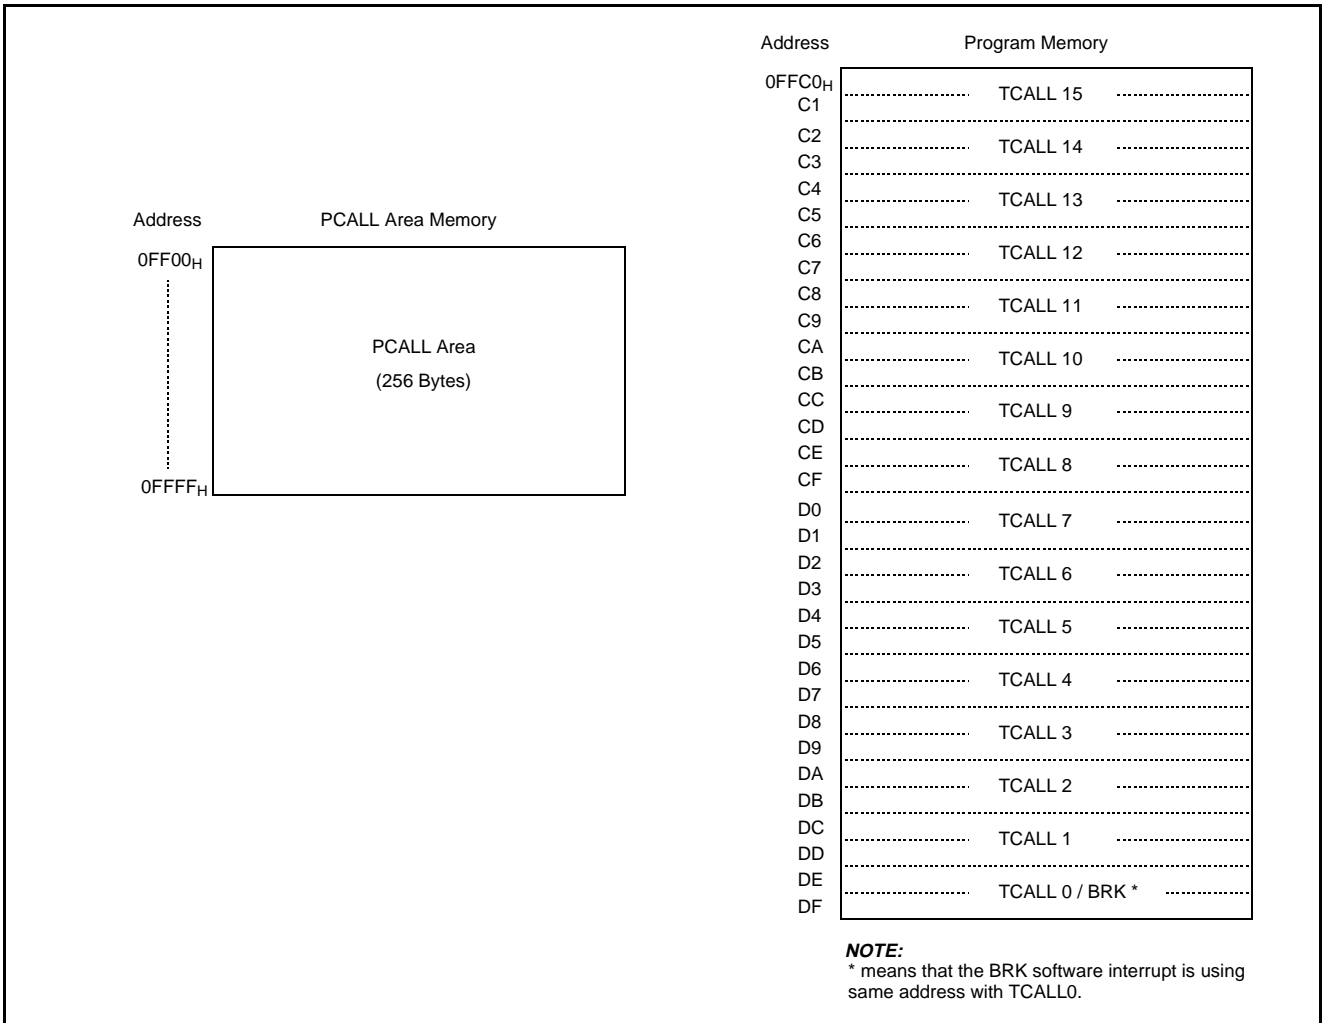 Address PCALL Area Memory
0FF00H
PCALL Area
(256 Bytes)
0FFFFH
Address Program Memory
0FFC0H
C1
TCALL 15
C2
C3
TCALL 14
C4
C5
TCALL 13
C6
C7
TCALL 12
C8
C9
TCALL 11
CA
CB
TCALL 10
CC
CD
TCALL 9
CE
CF
TCALL 8
D0
D1
TCALL 7
D2
D3
TCALL 6
D4
D5
TCALL 5
D6
D7
TCALL 4
D8
D9
TCALL 3
DA
DB
TCALL 2
DC
DD
TCALL 1
DE
DF
TCALL 0 / BRK *
NOTE:
* means that the BRK software interrupt is using
same address with TCALL0.